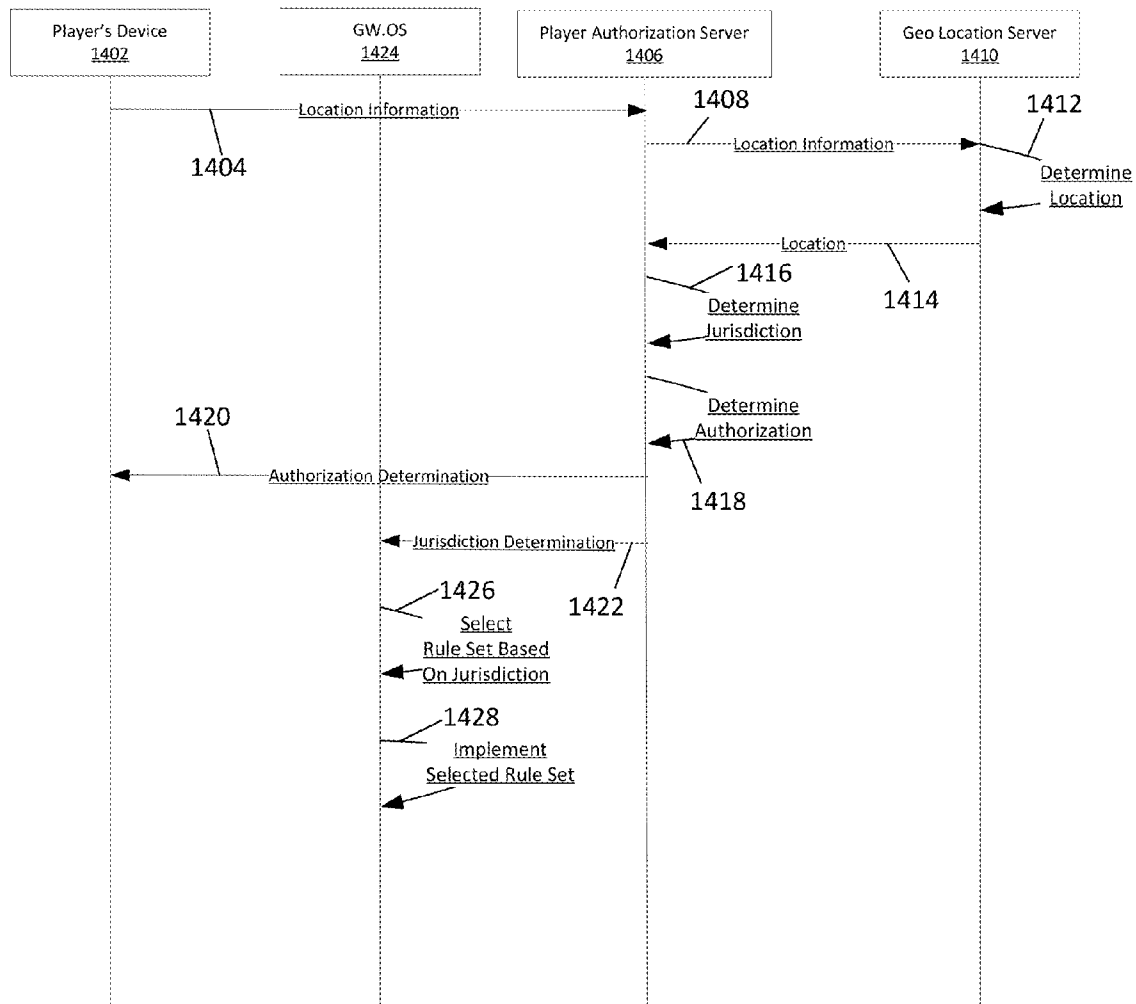 Player's Device
1402
GW.OS
1424
Player Authorization Server
1406
Geo Location Server
1410
Location Information
1404
1408
Location Information
1412
Determine
Location
Location
1414
1416
Determine
Jurisdiction
Determine
Authorization
1418
1420
Authorization Determination
Jurisdiction Determination
1422
1426
Select
Rule Set Based
On Jurisdiction
1428
Implement
Selected Rule Set